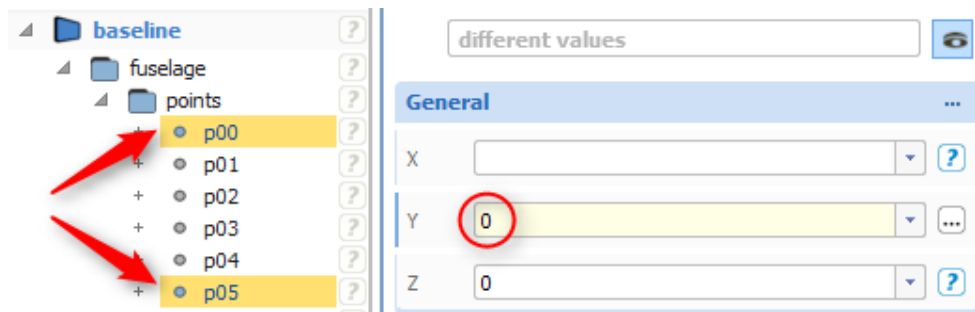 baseline ?
fuselage ?
points ?
p00 ?
p01 ?
p02 ?
p03 ?
p04 ?
p05 ?
different values
General ...
X ?
Y 0 ...
Z 0 ?